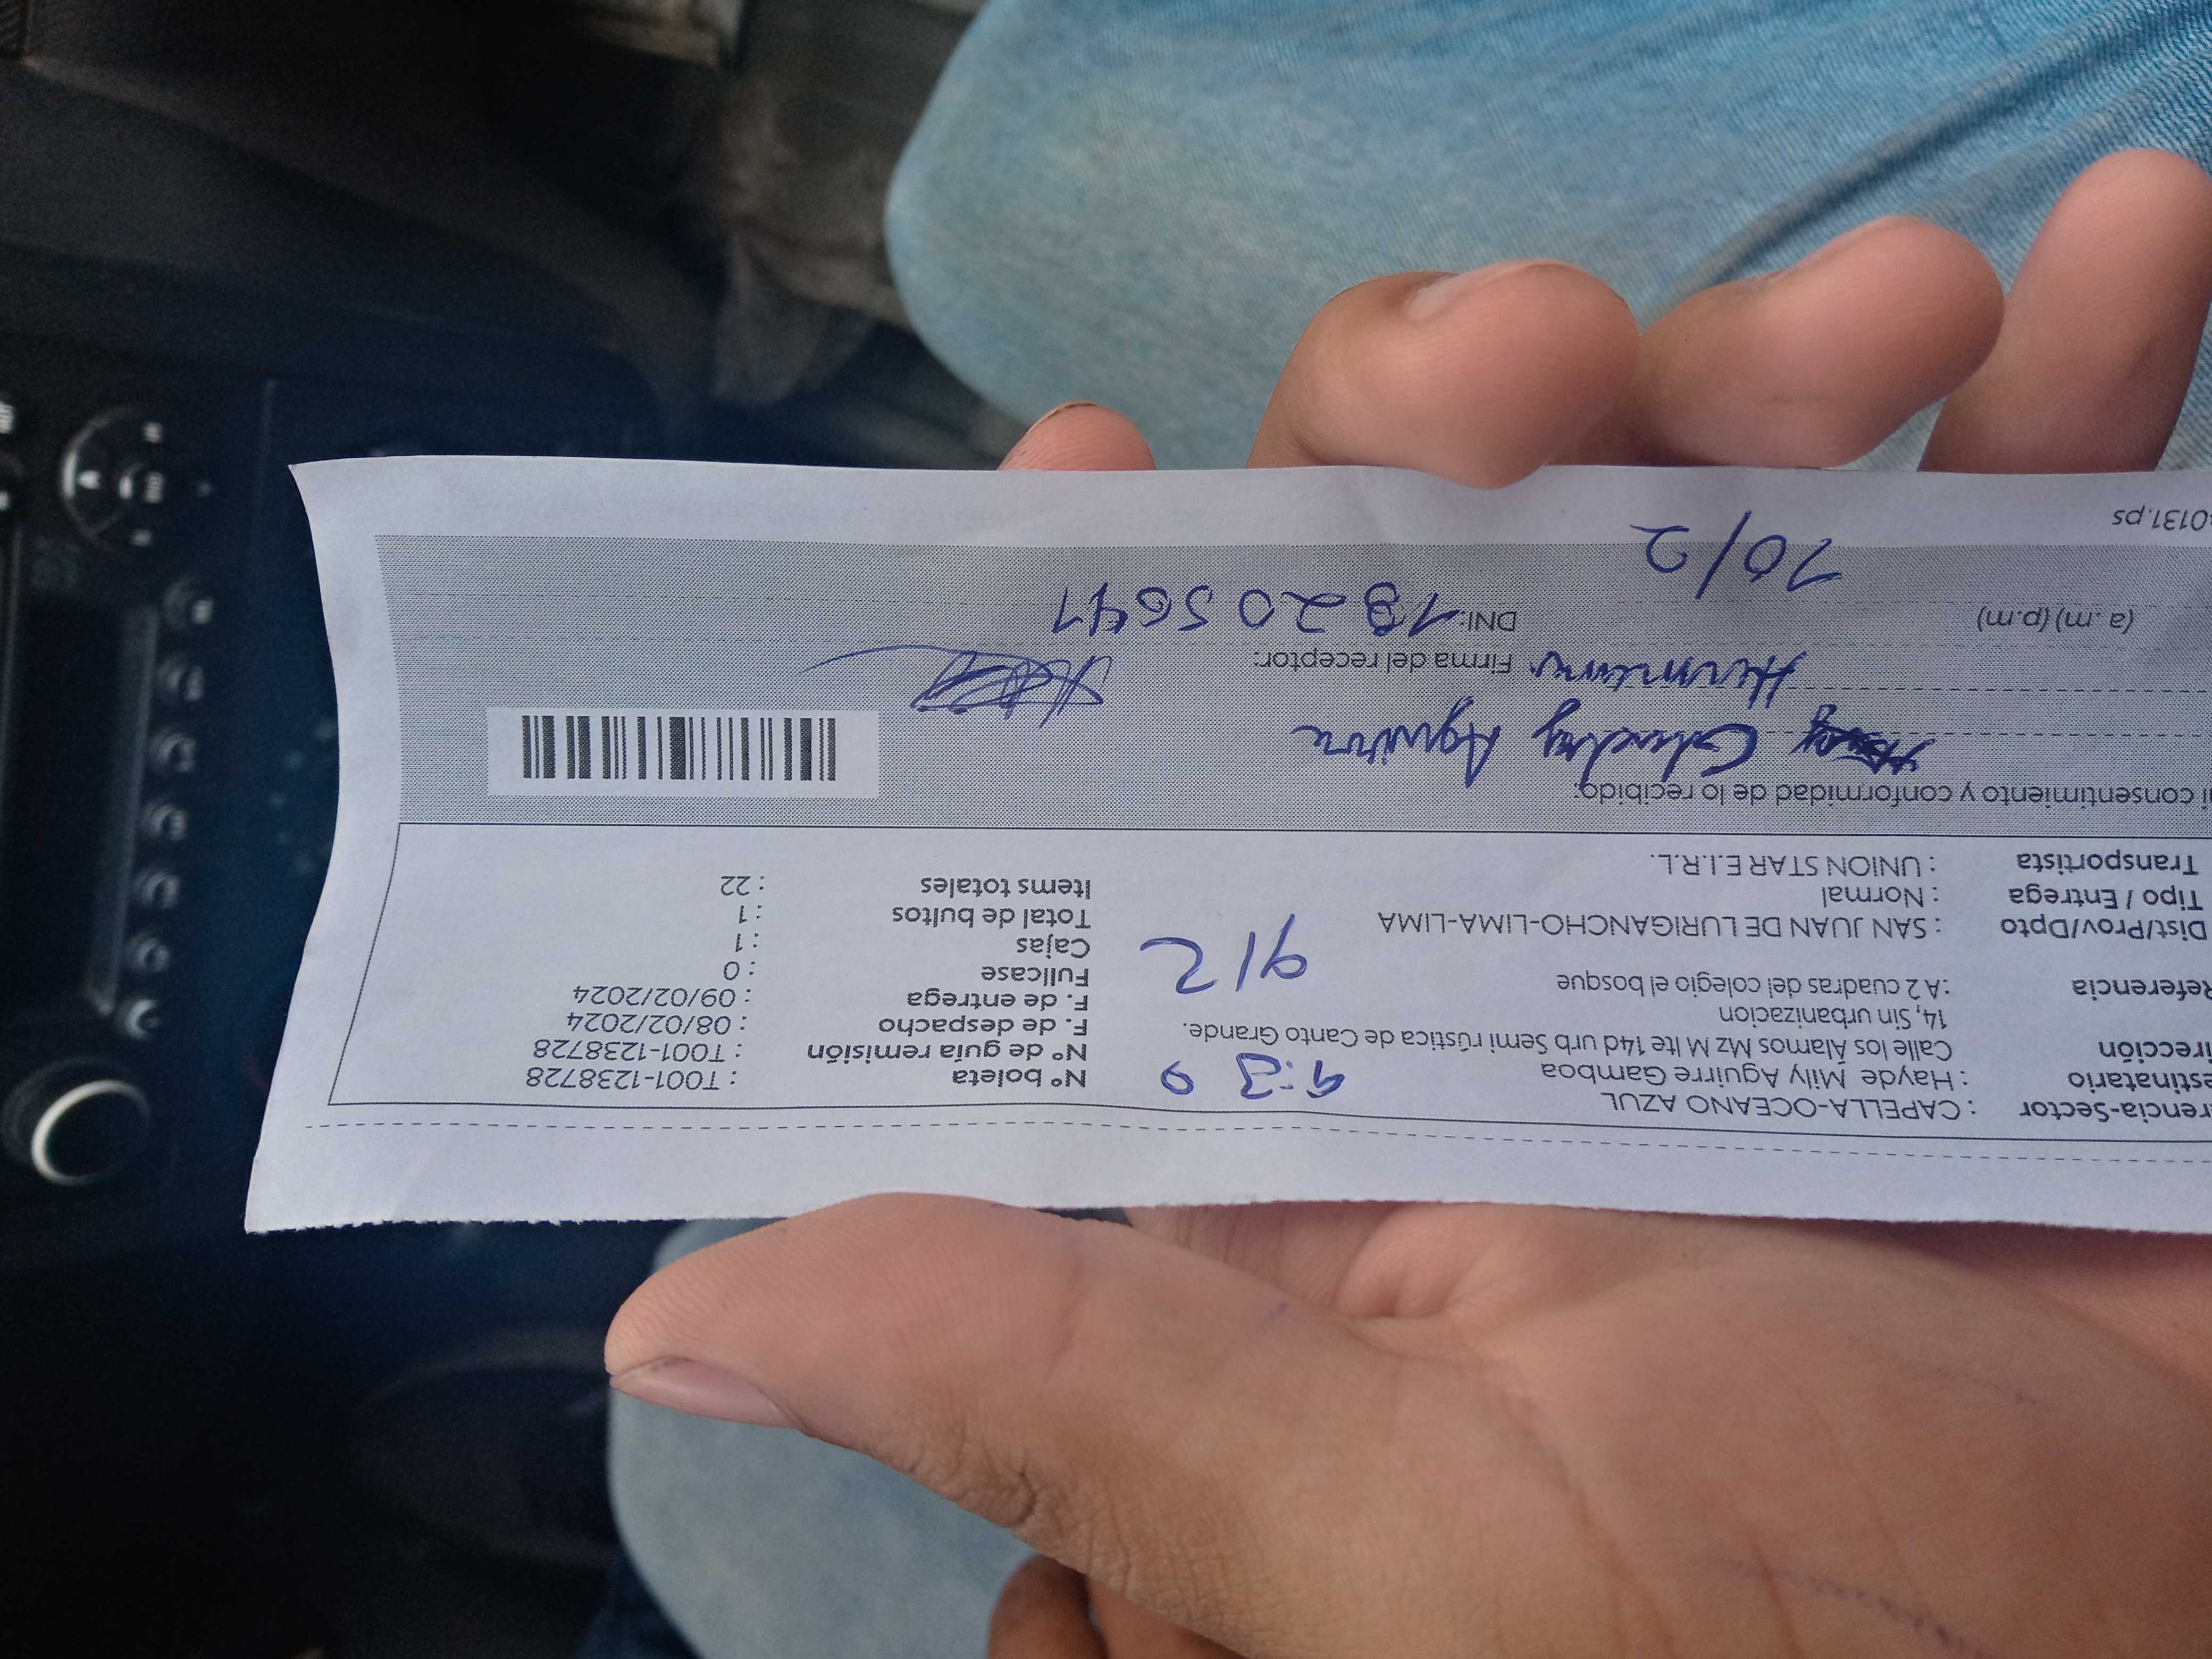 rencia-Sector : CAPELLA-OCEANO AZUL
estinatario : Hayde Mily Aguirre Gamboa
irección Calle los Álamos Mz M lte 14d urb Semi rústica de Canto Grande.
14, Sin urbanizacion
Referencia : A 2 cuadras del colegio el bosque
Dist/Prov/Dpto : SAN JUAN DE LURIGANCHO-LIMA-LIMA
Tipo / Entrega : Normal
Transportista : UNION STAR E.I.R.L.
9:30
9/2
N° boleta : T001-1238728
N° de guía remisión : T001-1238728
F. de despacho : 08/02/2024
F. de entrega : 09/02/2024
Fullcase : 0
Cajas : 1
Total de bultos : 1
Items totales : 22
i consentimiento y conformidad de lo recibido:
Aguirre
Firma del receptor:
(a.m) (p.m) DNI: 18205641
10/2
0131.ps